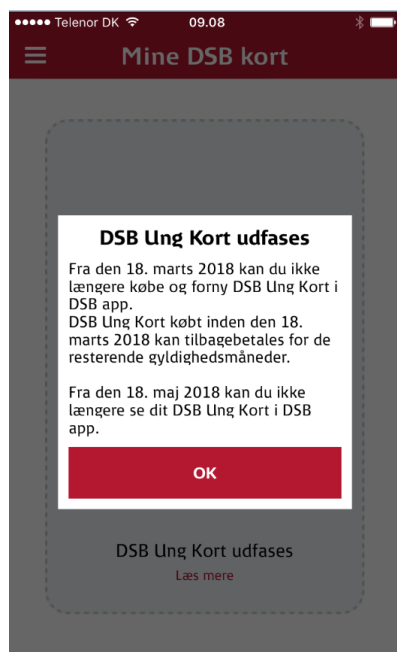 Telenor DK 09.08
Mine DSB kort
DSB Ung Kort udfases
Fra den 18. marts 2018 kan du ikke
længere købe og forny DSB Ung Kort i
DSB app.
DSB Ung Kort købt inden den 18.
marts 2018 kan tilbagebetales for de
resterende gyldighedsmåneder.
Fra den 18. maj 2018 kan du ikke
længere se dit DSB Ung Kort i DSB
app.
OK
DSB Ung Kort udfases
Læs mere